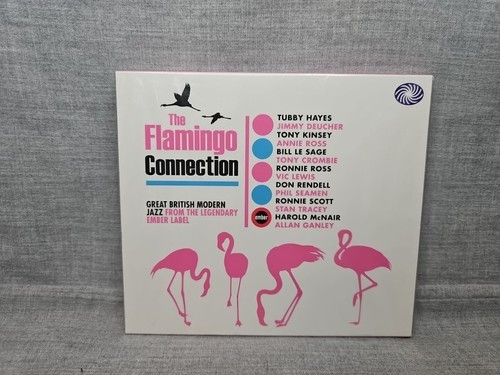 The
Flamingo
Connection
GREAT BRITISH MODERN
JAZZ FROM THE LEGENDARY
EMBER LABEL
TUBBY HAYES
JIMMY DEUCHER
TONY KINSEY
ANNIE ROSS
BILL LE SAGE
TONY CROMBIE
RONNIE ROSS
VIC LEWIS
DON RENDELL
PHIL SEAMEN
RONNIE SCOTT
STAN TRACEY
HAROLD McNAIR
ALLAN GANLEY
ember